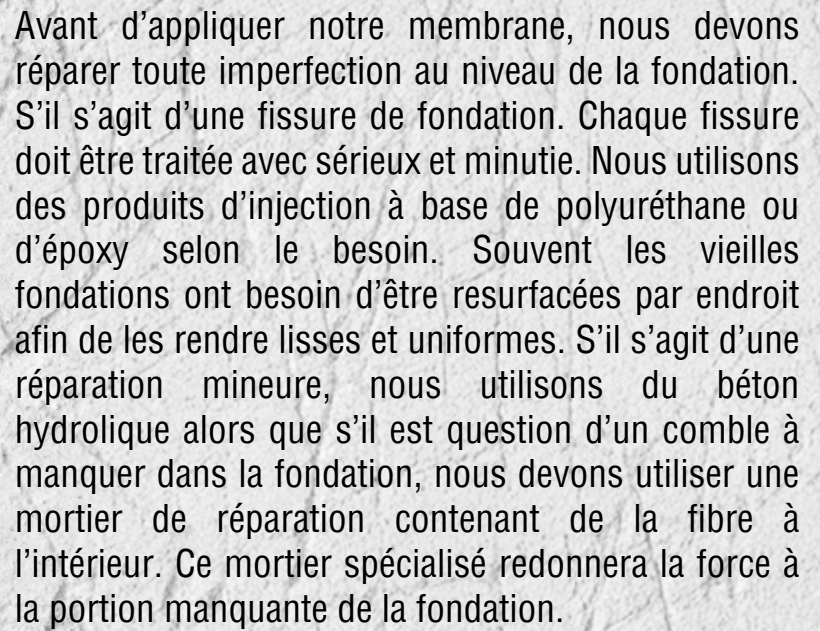 Avant d’appliquer notre membrane, nous devons
réparer toute imperfection au niveau de la fondation.
S’il s’agit d’une fissure de fondation. Chaque fissure
doit être traitée avec sérieux et minutie. Nous utilisons
des produits d’injection à base de polyuréthane ou
d’époxy selon le besoin. Souvent les vieilles
fondations ont besoin d’être resurfacées par endroit
afin de les rendre lisses et uniformes. S’il s’agit d’une
réparation mineure, nous utilisons du béton
hydrolique alors que s’il est question d’un comble à
manquer dans la fondation, nous devons utiliser une
mortier de réparation contenant de la fibre à
l’intérieur. Ce mortier spécialisé redonnera la force à
la portion manquante de la fondation.